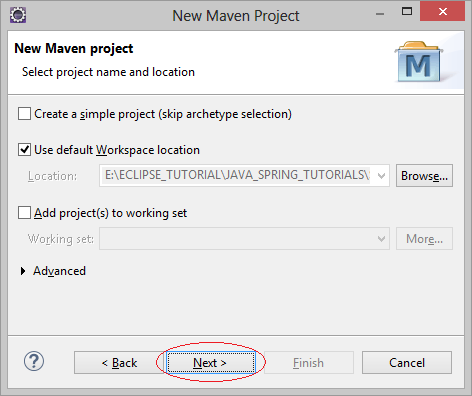 New Maven Project
New Maven project
Select project name and location
M
Create a simple project (skip archetype selection)
Use default Workspace location
Location: E:\ECLIPSE_TUTORIAL\JAVA_SPRING_TUTORIALS\ Browse...
Add project(s) to working set
Working set: More...
Advanced
? < Back Next > Finish Cancel